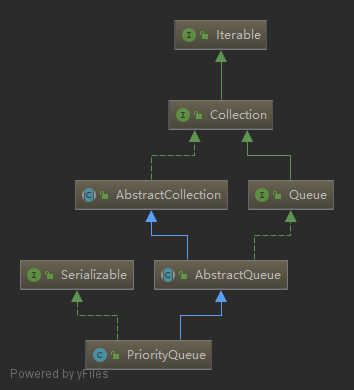 I Iterable
I Collection
C AbstractCollection
I Queue
I Serializable
C AbstractQueue
C PriorityQueue
Powered by yFiles